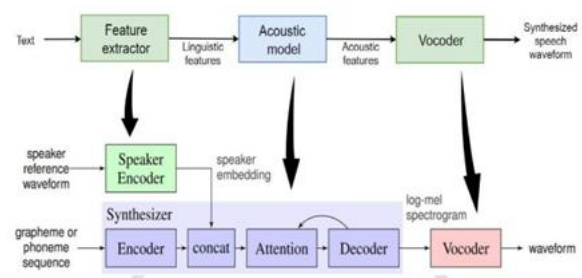 Text
Feature
extractor
Linguistic
features
Acoustic
model
Acoustic
features
Vocoder
Synthesized
speech
waveform
speaker
reference
waveform
Speaker
Encoder
speaker
embedding
Synthesizer
log-mel
spectrogram
grapheme or
phoneme
sequence
Encoder
concat
Attention
Decoder
Vocoder
waveform